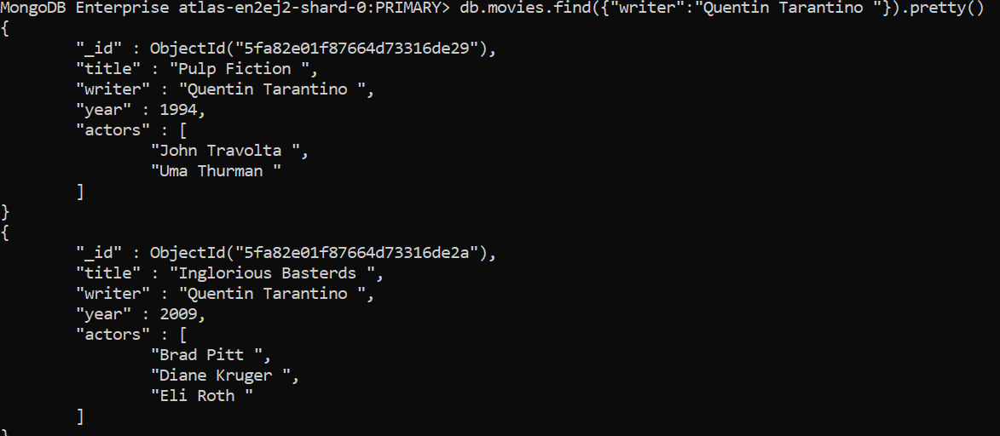 MongoDB Enterprise atlas-en2ej2-shard-0:PRIMARY> db.movies.find({"writer":"Quentin Tarantino "}).pretty()
{
        "_id" : ObjectId("5fa82e01f87664d73316de29"),
        "title" : "Pulp Fiction ",
        "writer" : "Quentin Tarantino ",
        "year" : 1994,
        "actors" : [
                "John Travolta ",
                "Uma Thurman "
        ]
}
{
        "_id" : ObjectId("5fa82e01f87664d73316de2a"),
        "title" : "Inglorious Basterds ",
        "writer" : "Quentin Tarantino ",
        "year" : 2009,
        "actors" : [
                "Brad Pitt ",
                "Diane Kruger ",
                "Eli Roth "
        ]
}